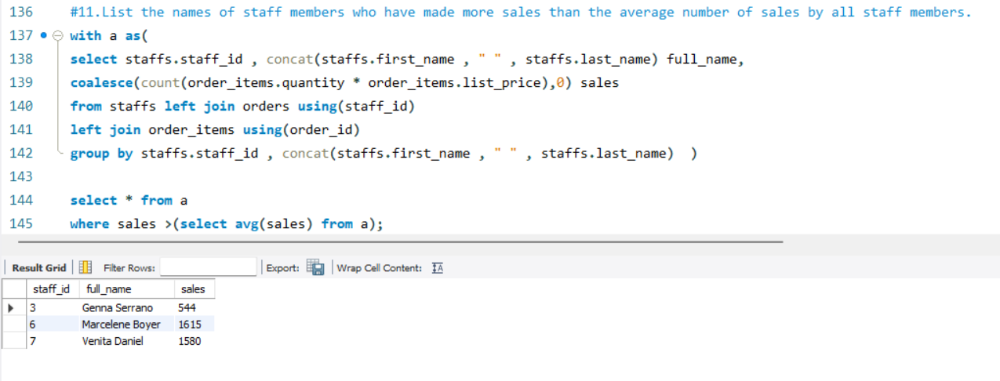 136 #11.List the names of staff members who have made more sales than the average number of sales by all staff members.
137 with a as(
138 select staffs.staff_id , concat(staffs.first_name , " " , staffs.last_name) full_name,
139 coalesce(count(order_items.quantity * order_items.list_price),0) sales
140 from staffs left join orders using(staff_id)
141 left join order_items using(order_id)
142 group by staffs.staff_id , concat(staffs.first_name , " " , staffs.last_name)  )
143
144 select * from a
145 where sales >(select avg(sales) from a);
Result Grid Filter Rows: Export: Wrap Cell Content: IA
staff_id full_name sales
3 Genna Serrano 544
6 Marcelene Boyer 1615
7 Venita Daniel 1580